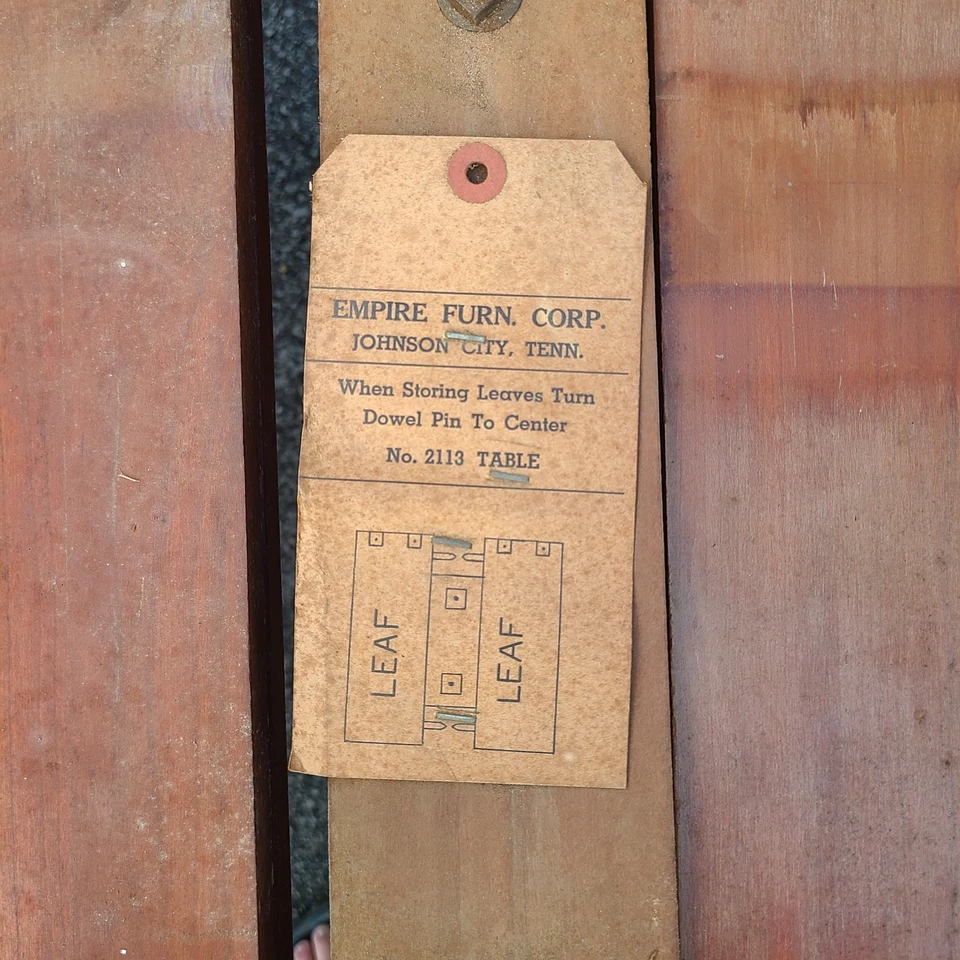 EMPIRE FURN. CORP.
JOHNSON CITY, TENN.
When Storing Leaves Turn
Dowel Pin To Center
No. 2113 TABLE
LEAF
LEAF